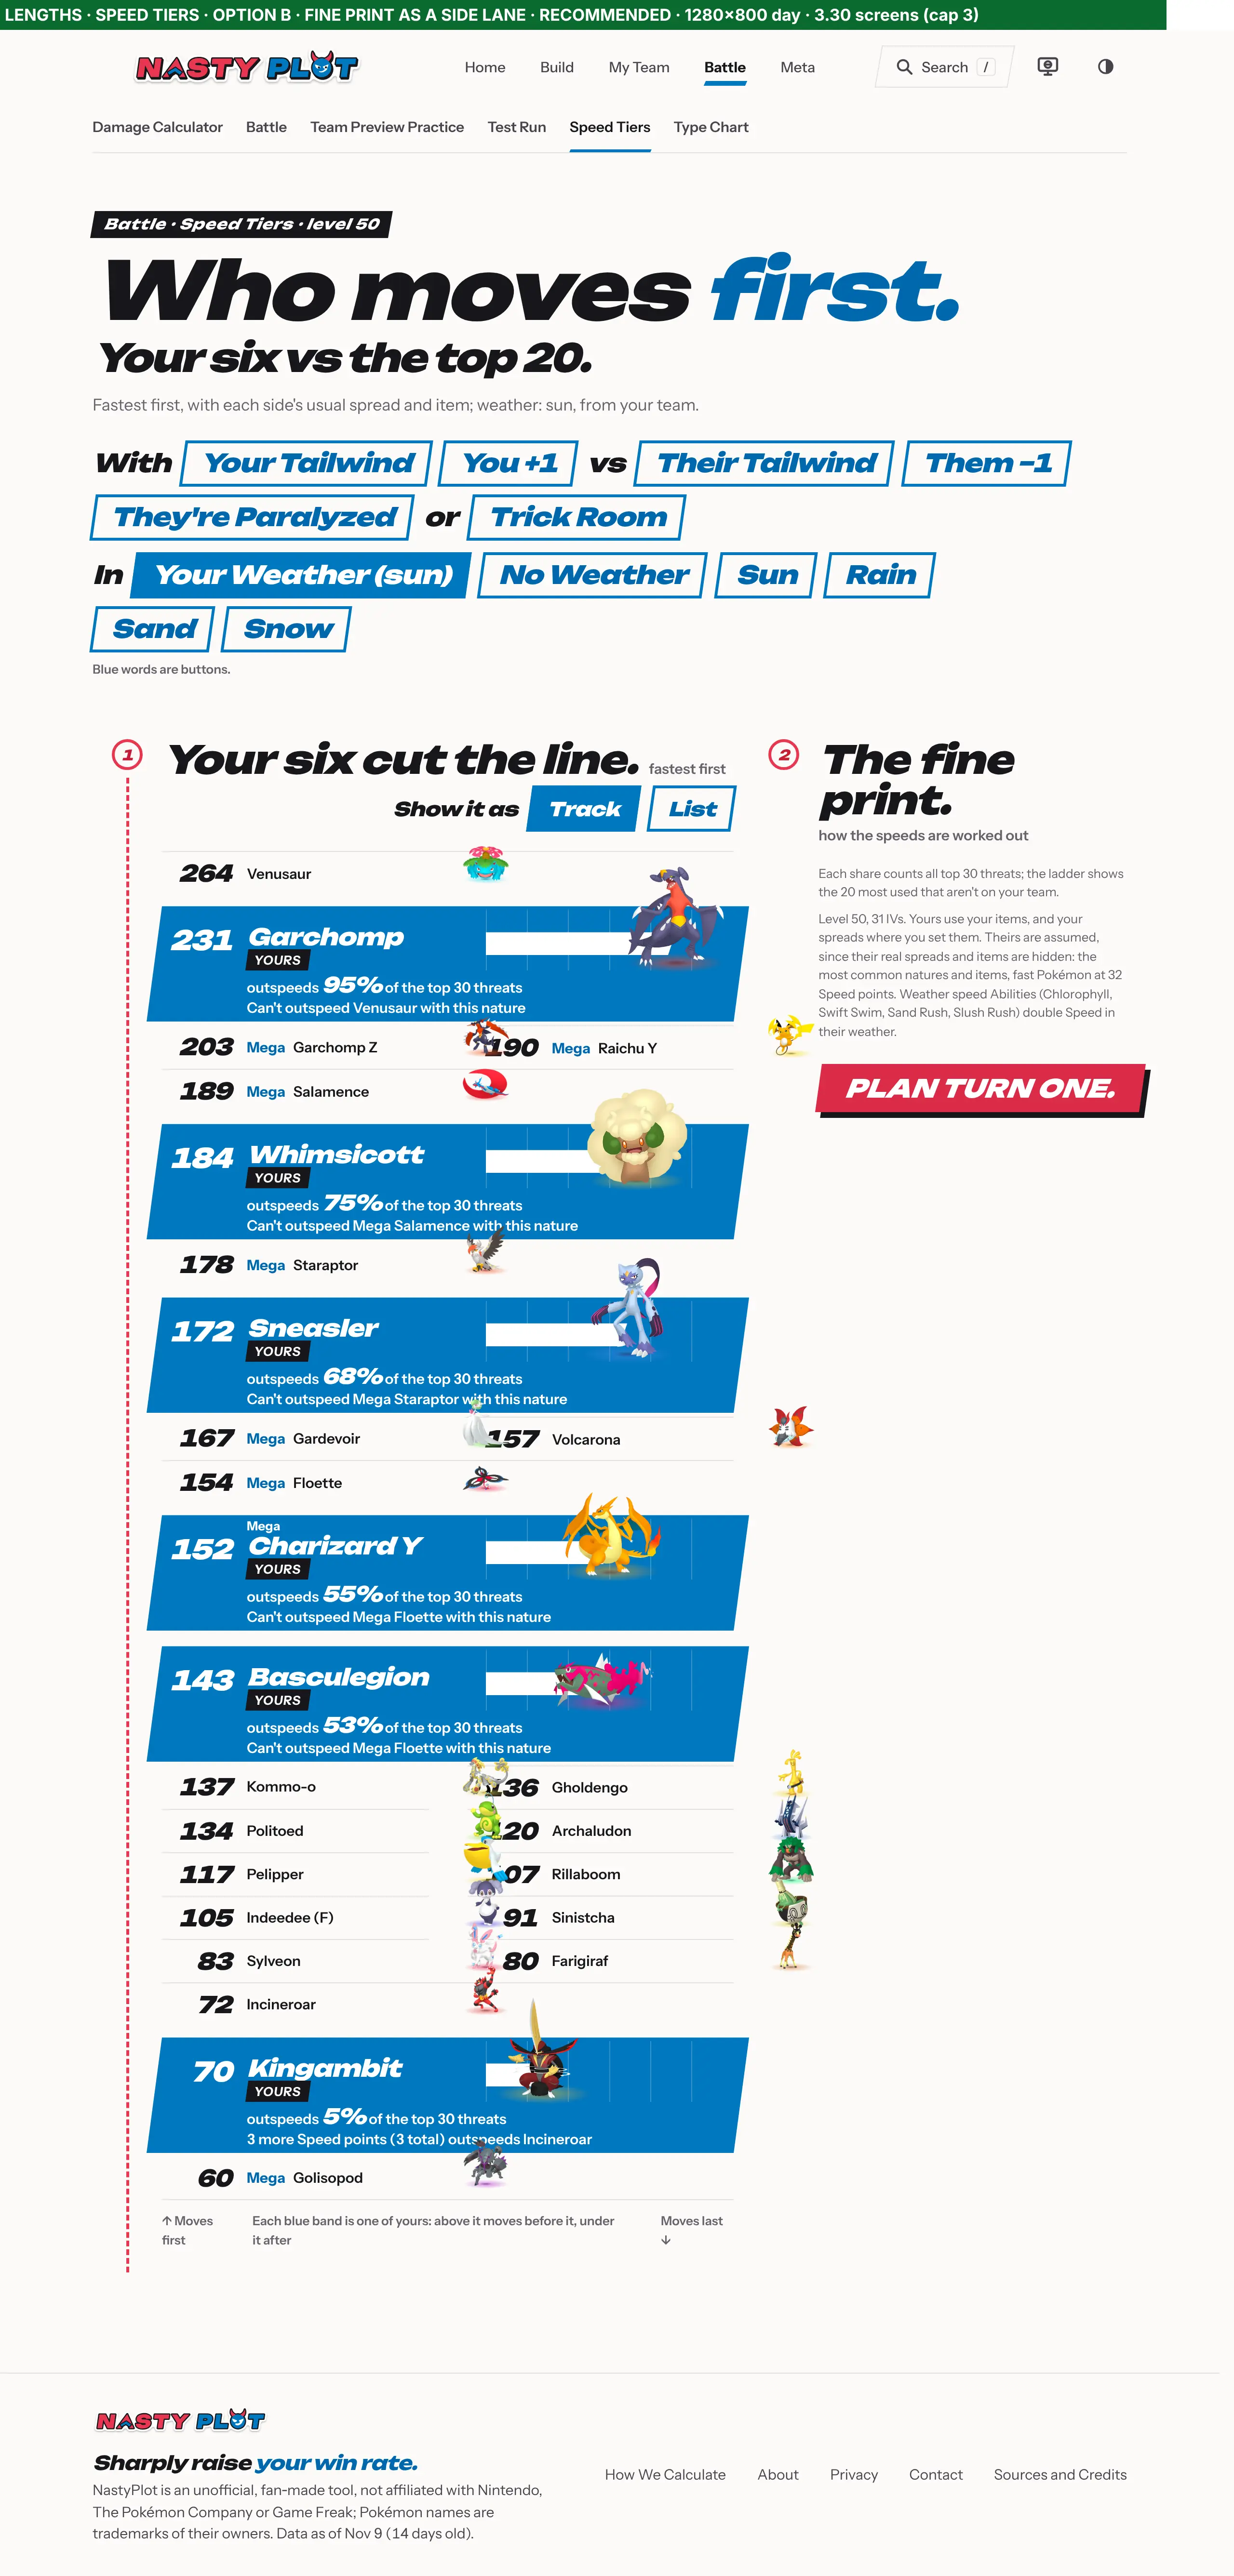 LENGTHS · SPEED TIERS · OPTION B · FINE PRINT AS A SIDE LANE · RECOMMENDED · 1280×800 day · 3.30 screens (cap 3)
NASTY PLOT
Home Build My Team Battle Meta Search /
Damage Calculator Battle Team Preview Practice Test Run Speed Tiers Type Chart
Battle · Speed Tiers · level 50
Who moves first.
Your six vs the top 20.
Fastest first, with each side's usual spread and item; weather: sun, from your team.
With Your Tailwind You +1 vs Their Tailwind Them −1
They're Paralyzed or Trick Room
In Your Weather (sun) No Weather Sun Rain
Sand Snow
Blue words are buttons.
1 Your six cut the line. fastest first
Show it as Track List
264 Venusaur
231 Garchomp
YOURS
outspeeds 95% of the top 30 threats
Can't outspeed Venusaur with this nature
203 Mega Garchomp Z 190 Mega Raichu Y
189 Mega Salamence
184 Whimsicott
YOURS
outspeeds 75% of the top 30 threats
Can't outspeed Mega Salamence with this nature
178 Mega Staraptor
172 Sneasler
YOURS
outspeeds 68% of the top 30 threats
Can't outspeed Mega Staraptor with this nature
167 Mega Gardevoir 157 Volcarona
154 Mega Floette
Mega
152 Charizard Y
YOURS
outspeeds 55% of the top 30 threats
Can't outspeed Mega Floette with this nature
143 Basculegion
YOURS
outspeeds 53% of the top 30 threats
Can't outspeed Mega Floette with this nature
137 Kommo-o 136 Gholdengo
134 Politoed 20 Archaludon
117 Pelipper 07 Rillaboom
105 Indeedee (F) 91 Sinistcha
83 Sylveon 80 Farigiraf
72 Incineroar
70 Kingambit
YOURS
outspeeds 5% of the top 30 threats
3 more Speed points (3 total) outspeeds Incineroar
60 Mega Golisopod
↑ Moves
first
Each blue band is one of yours: above it moves before it, under
it after
Moves last
↓
2 The fine
print.
how the speeds are worked out
Each share counts all top 30 threats; the ladder shows
the 20 most used that aren't on your team.
Level 50, 31 IVs. Yours use your items, and your
spreads where you set them. Theirs are assumed,
since their real spreads and items are hidden: the
most common natures and items, fast Pokémon at 32
Speed points. Weather speed Abilities (Chlorophyll,
Swift Swim, Sand Rush, Slush Rush) double Speed in
their weather.
PLAN TURN ONE.
NASTY PLOT
Sharply raise your win rate.
NastyPlot is an unofficial, fan-made tool, not affiliated with Nintendo,
The Pokémon Company or Game Freak; Pokémon names are
trademarks of their owners. Data as of Nov 9 (14 days old).
How We Calculate About Privacy Contact Sources and Credits